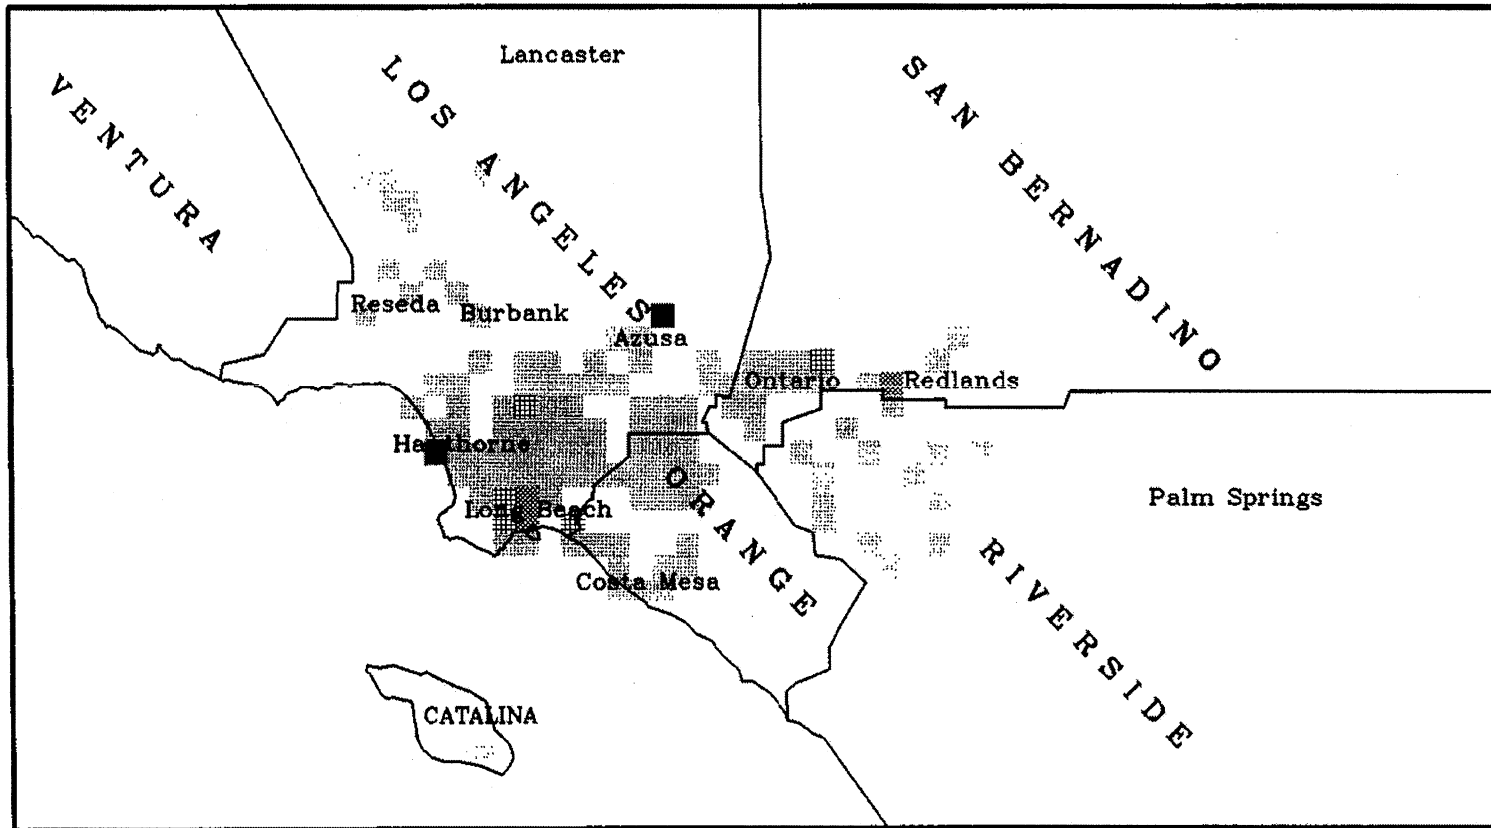 Lancaster
VENTURA
LOS ANGELES
SAN BERNADINO
Reseda
Burbank
Azusa
Ontario
Redlands
Hawthorne
Long Beach
ORANGE
Palm Springs
Costa Mesa
RIVERSIDE
CATALINA